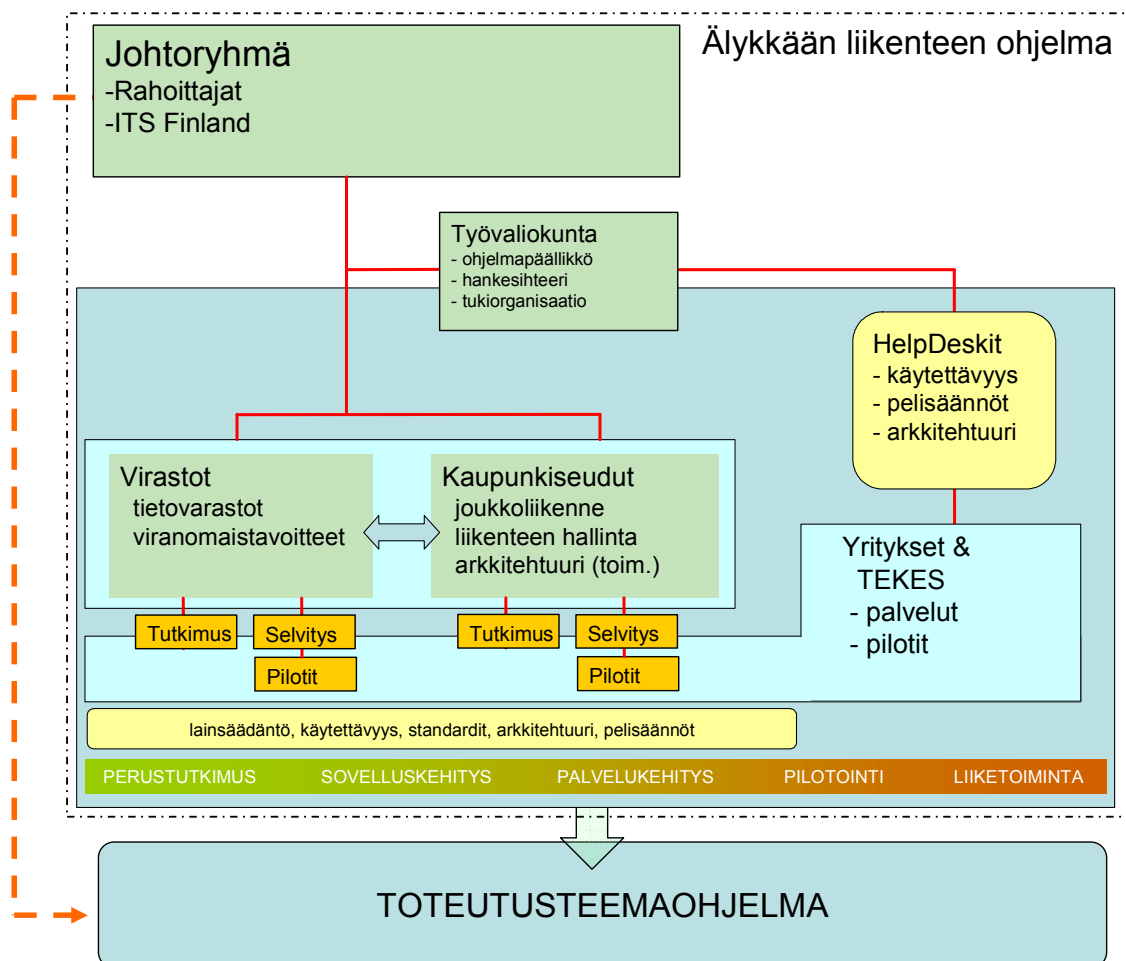 Älykkään liikenteen ohjelma
Johtoryhmä
-Rahoittajat
-ITS Finland
Työvaliokunta
- ohjelmapäällikkö
- hankesihteeri
- tukiorganisaatio
HelpDeskit
- käytettävyys
- pelisäännöt
- arkkitehtuuri
Virastot
tietovarastot
viranomaistavoitteet
Kaupunkiseudut
joukkoliikenne
liikenteen hallinta
arkkitehtuuri (toim.)
Yritykset &
TEKES
- palvelut
- pilotit
Tutkimus
Selvitys
Pilotit
Tutkimus
Selvitys
Pilotit
lainsäädäntö, käytettävyys, standardit, arkkitehtuuri, pelisäännöt
PERUSTUTKIMUS SOVELLUSKEHITYS PALVELUKEHITYS PILOTOINTI LIIKETOIMINTA
TOTEUTUSTEEMAOHJELMA